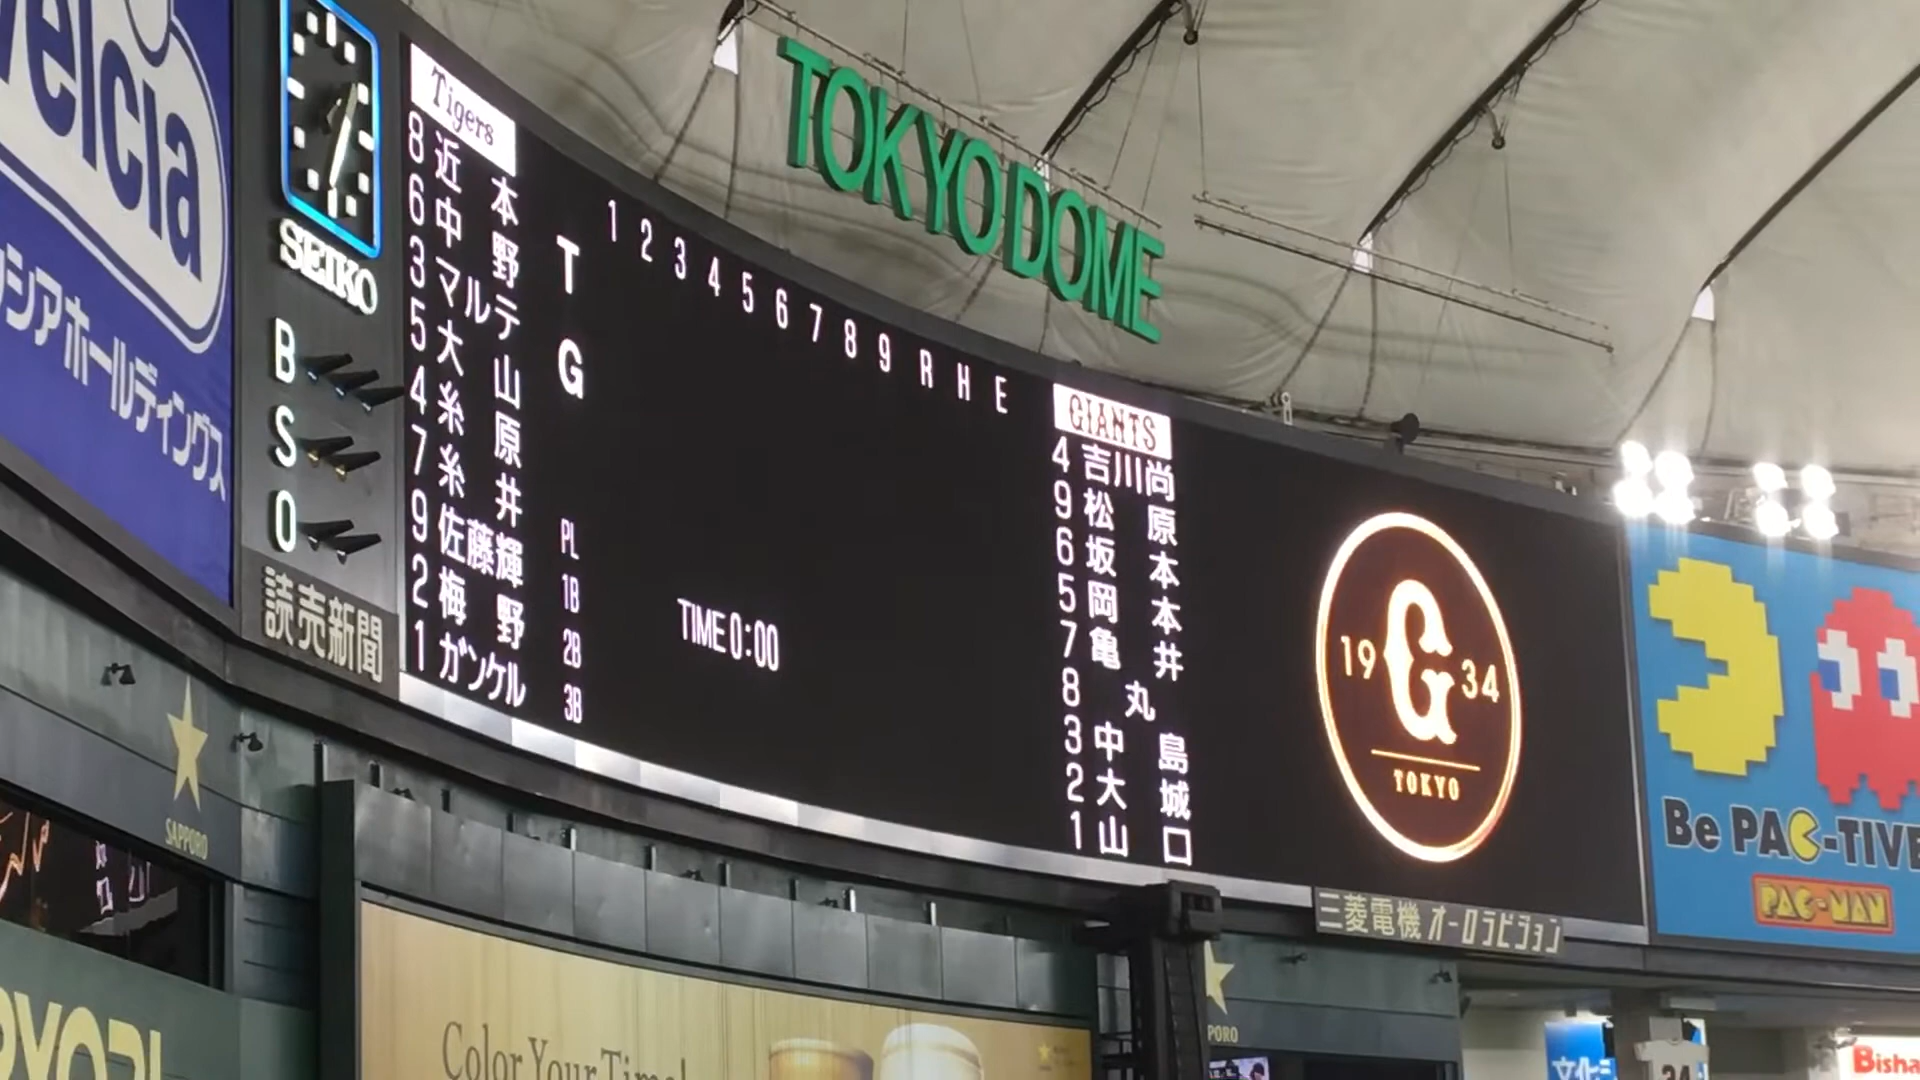 elcia
シアホールディングス
SEIKO
B
S
O
読売新聞
SAPPORO
Tigers
8 近本
6 中野
3 マルテ
5 大山
4 糸原
7 糸井
9 佐藤輝
2 梅野
1 ガンケル
1 2 3 4 5 6 7 8 9 R H E
T
G
PL
1B
2B
3B
TIME 0:00
TOKYO DOME
GIANTS
4 吉川尚
9 松原
6 坂本
5 岡本
7 亀井
8 丸
3 中島
2 大城
1 山口
19 G 34
TOKYO
三菱電機 オーロラビジョン
Be PAC-TIVE
PAC-MAN
Color Your Time!
PORO
文化
34
Bisha